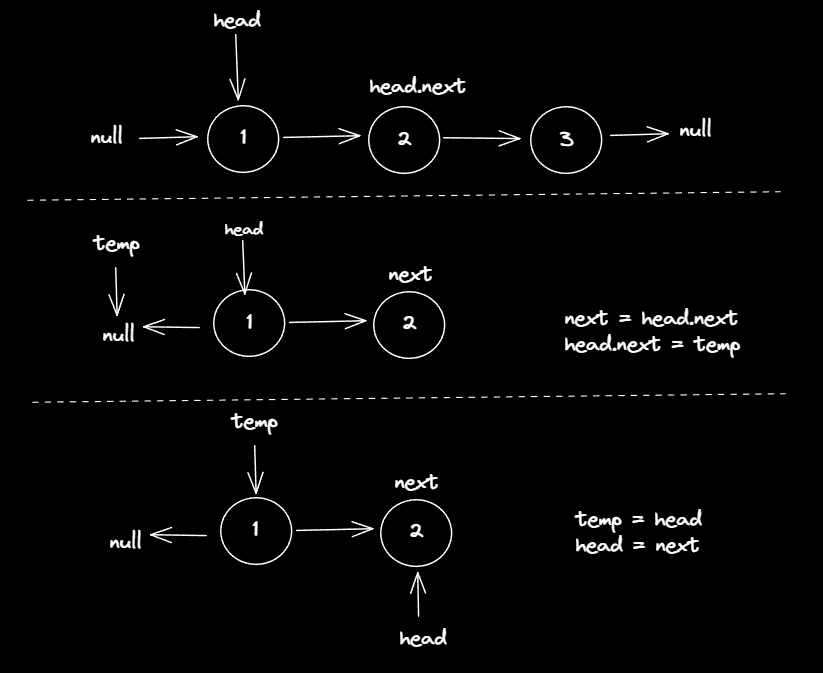 head
head.next
null 1 2 3 null
temp
head
next
null 1 2
next = head.next
head.next = temp
temp
next
null 1 2
temp = head
head = next
head